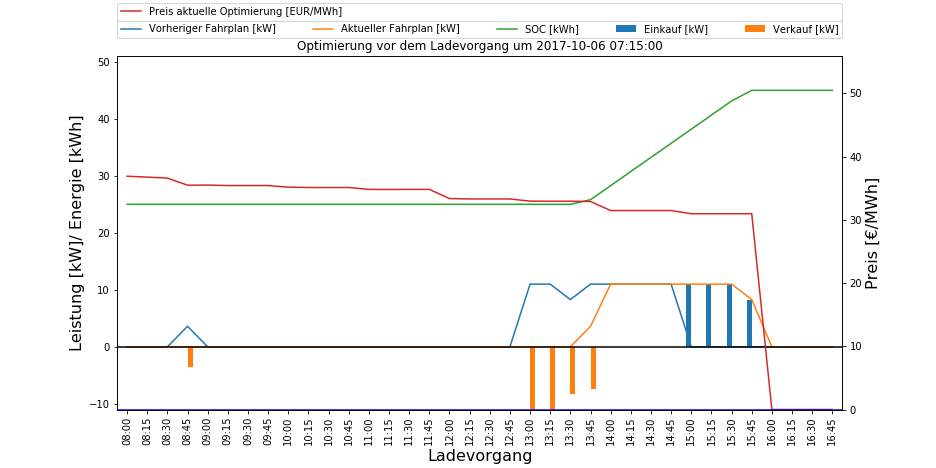 Preis aktuelle Optimierung [EUR/MWh]
Vorheriger Fahrplan [kW] Aktueller Fahrplan [kW] SOC [kWh] Einkauf [kW] Verkauf [kW]
Optimierung vor dem Ladevorgang um 2017-10-06 07:15:00
Leistung [kW]/ Energie [kWh]
50
40
30
20
10
0
−10
50
40
30
20
10
0
Preis [€/MWh]
08:00 08:15 08:30 08:45 09:00 09:15 09:30 09:45 10:00 10:15 10:30 10:45 11:00 11:15 11:30 11:45 12:00 12:15 12:30 12:45 13:00 13:15 13:30 13:45 14:00 14:15 14:30 14:45 15:00 15:15 15:30 15:45 16:00 16:15 16:30 16:45
Ladevorgang